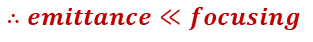 ∴ emittance ≪ focusing